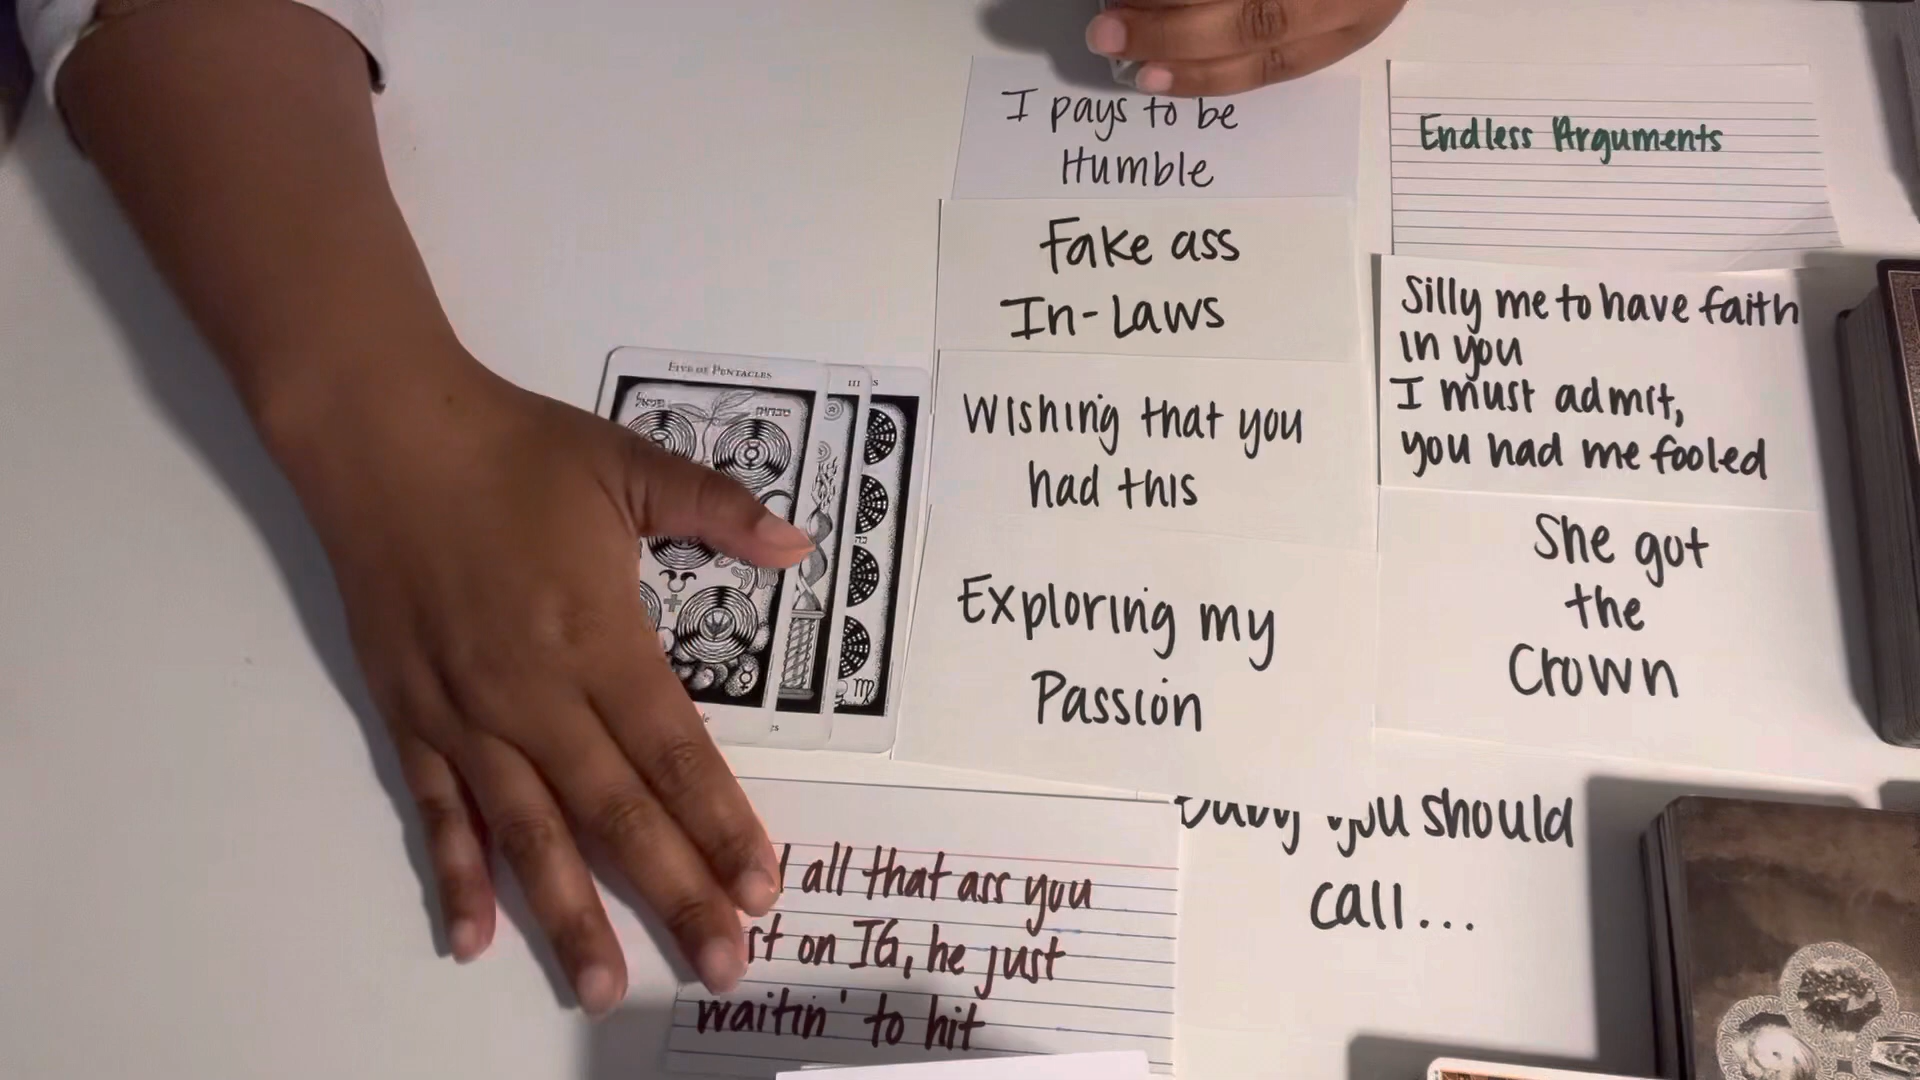 I pays to be
Humble
Fake ass
In-Laws
Wishing that you
had this
Exploring my
Passion
Endless Arguments
Silly me to have faith
in you
I must admit,
you had me fooled
She got
the
Crown
you should
call...
all that ass you
on IG, he just
waitin' to hit
FIVE OF PENTACLES
III